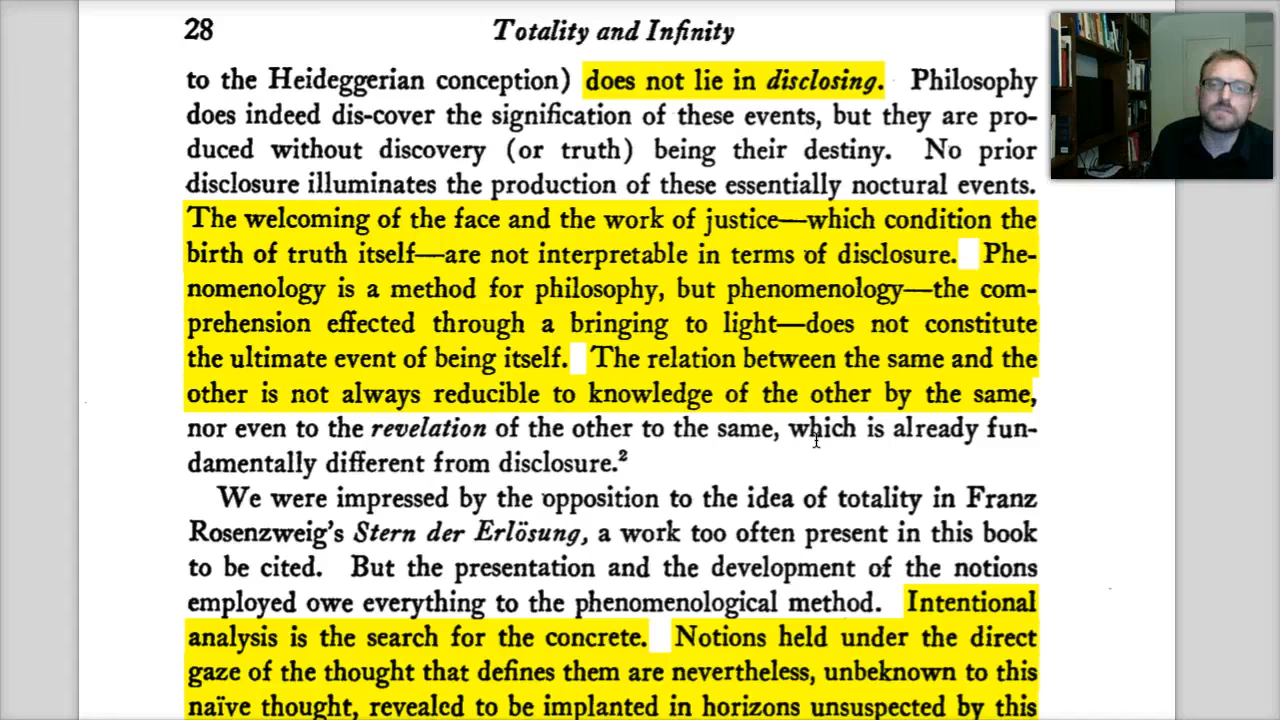 28 Totality and Infinity
to the Heideggerian conception) does not lie in disclosing. Philosophy
does indeed dis-cover the signification of these events, but they are pro-
duced without discovery (or truth) being their destiny. No prior
disclosure illuminates the production of these essentially noctural events.
The welcoming of the face and the work of justice—which condition the
birth of truth itself—are not interpretable in terms of disclosure. Phe-
nomenology is a method for philosophy, but phenomenology—the com-
prehension effected through a bringing to light—does not constitute
the ultimate event of being itself. The relation between the same and the
other is not always reducible to knowledge of the other by the same,
nor even to the revelation of the other to the same, which is already fun-
damentally different from disclosure.²
We were impressed by the opposition to the idea of totality in Franz
Rosenzweig's Stern der Erlösung, a work too often present in this book
to be cited. But the presentation and the development of the notions
employed owe everything to the phenomenological method. Intentional
analysis is the search for the concrete. Notions held under the direct
gaze of the thought that defines them are nevertheless, unbeknown to this
naïve thought, revealed to be implanted in horizons unsuspected by this